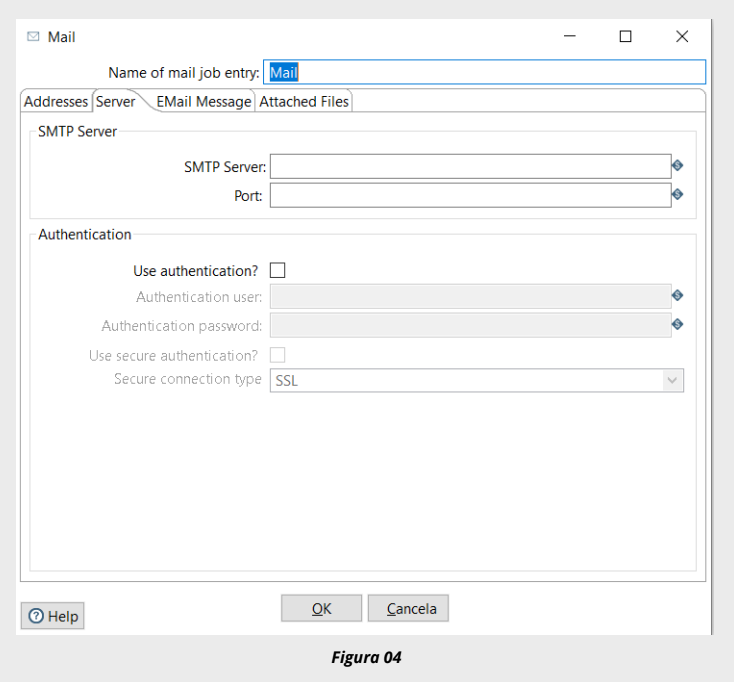 Mail
Name of mail job entry: Mail
Addresses Server EMail Message Attached Files
SMTP Server
SMTP Server:
Port:
Authentication
Use authentication?
Authentication user:
Authentication password:
Use secure authentication?
Secure connection type SSL
Help OK Cancela
Figura 04